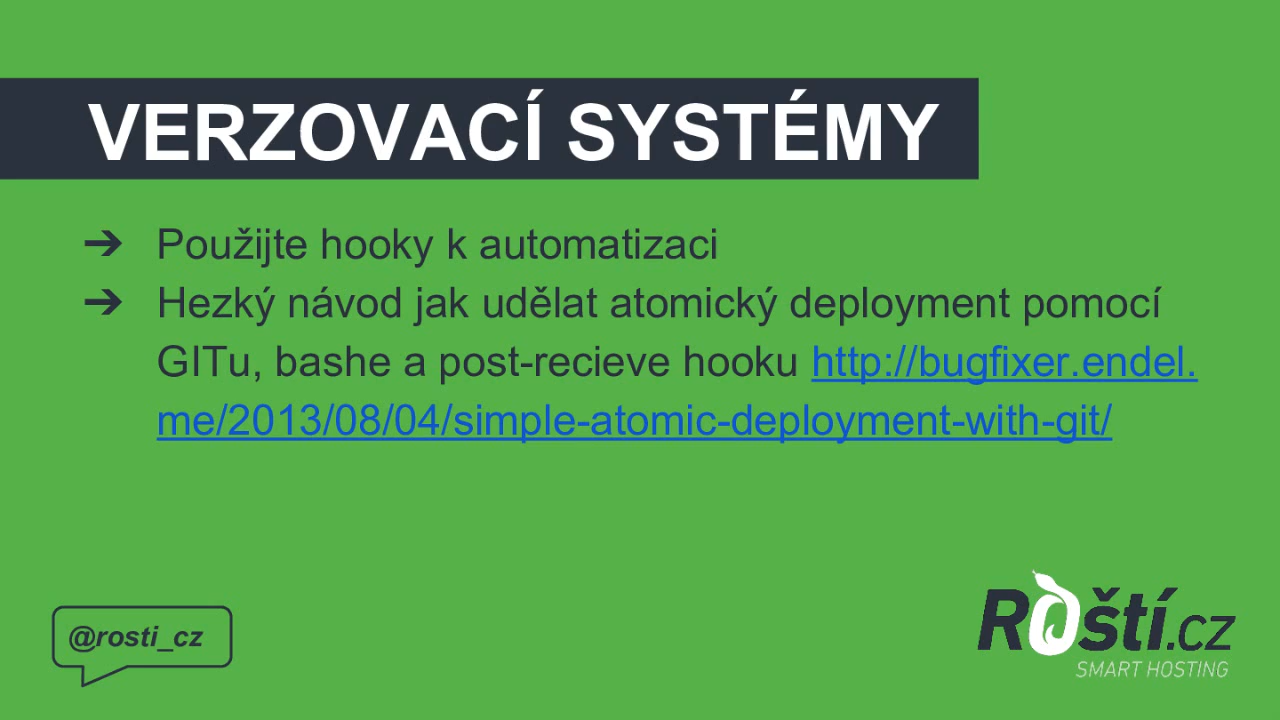 VERZOVACÍ SYSTÉMY
➔ Použijte hooky k automatizaci
➔ Hezký návod jak udělat atomický deployment pomocí
GITu, bashe a post-recieve hooku http://bugfixer.endel.
me/2013/08/04/simple-atomic-deployment-with-git/
@rosti_cz
Roští.cz
SMART HOSTING